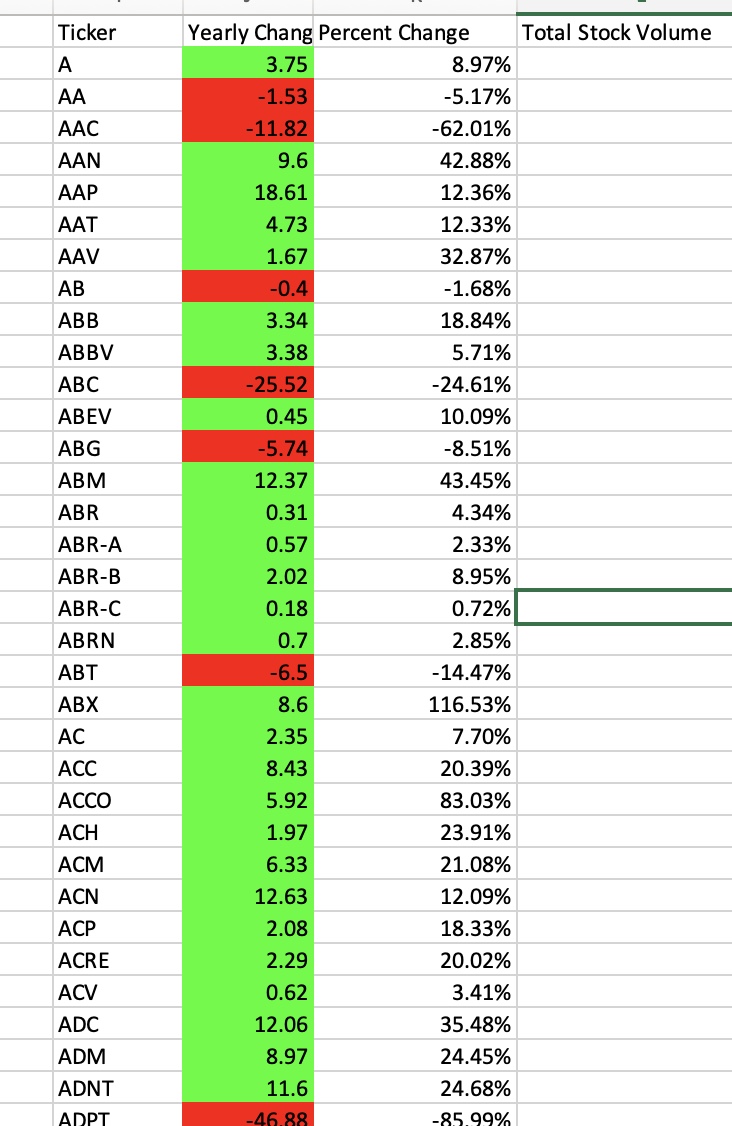 Ticker Yearly Chang Percent Change Total Stock Volume
A 3.75 8.97%
AA -1.53 -5.17%
AAC -11.82 -62.01%
AAN 9.6 42.88%
AAP 18.61 12.36%
AAT 4.73 12.33%
AAV 1.67 32.87%
AB -0.4 -1.68%
ABB 3.34 18.84%
ABBV 3.38 5.71%
ABC -25.52 -24.61%
ABEV 0.45 10.09%
ABG -5.74 -8.51%
ABM 12.37 43.45%
ABR 0.31 4.34%
ABR-A 0.57 2.33%
ABR-B 2.02 8.95%
ABR-C 0.18 0.72%
ABRN 0.7 2.85%
ABT -6.5 -14.47%
ABX 8.6 116.53%
AC 2.35 7.70%
ACC 8.43 20.39%
ACCO 5.92 83.03%
ACH 1.97 23.91%
ACM 6.33 21.08%
ACN 12.63 12.09%
ACP 2.08 18.33%
ACRE 2.29 20.02%
ACV 0.62 3.41%
ADC 12.06 35.48%
ADM 8.97 24.45%
ADNT 11.6 24.68%
ADPT -46.88 -85.99%